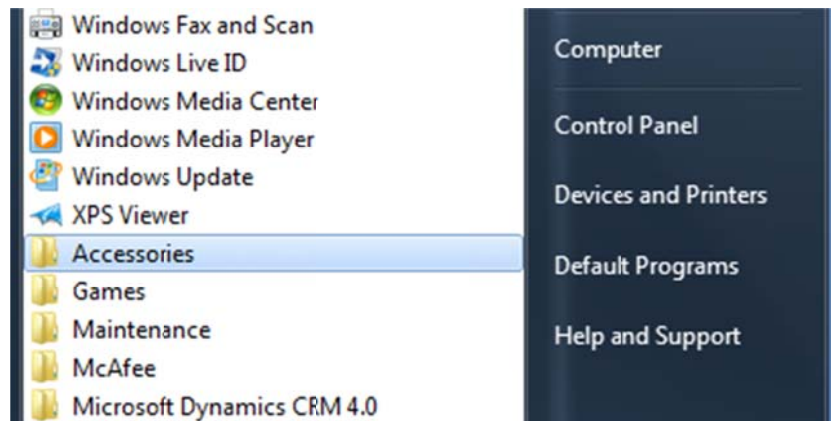 Windows Fax and Scan
Windows Live ID
Windows Media Center
Windows Media Player
Windows Update
XPS Viewer
Accessories
Games
Maintenance
McAfee
Microsoft Dynamics CRM 4.0
Computer
Control Panel
Devices and Printers
Default Programs
Help and Support